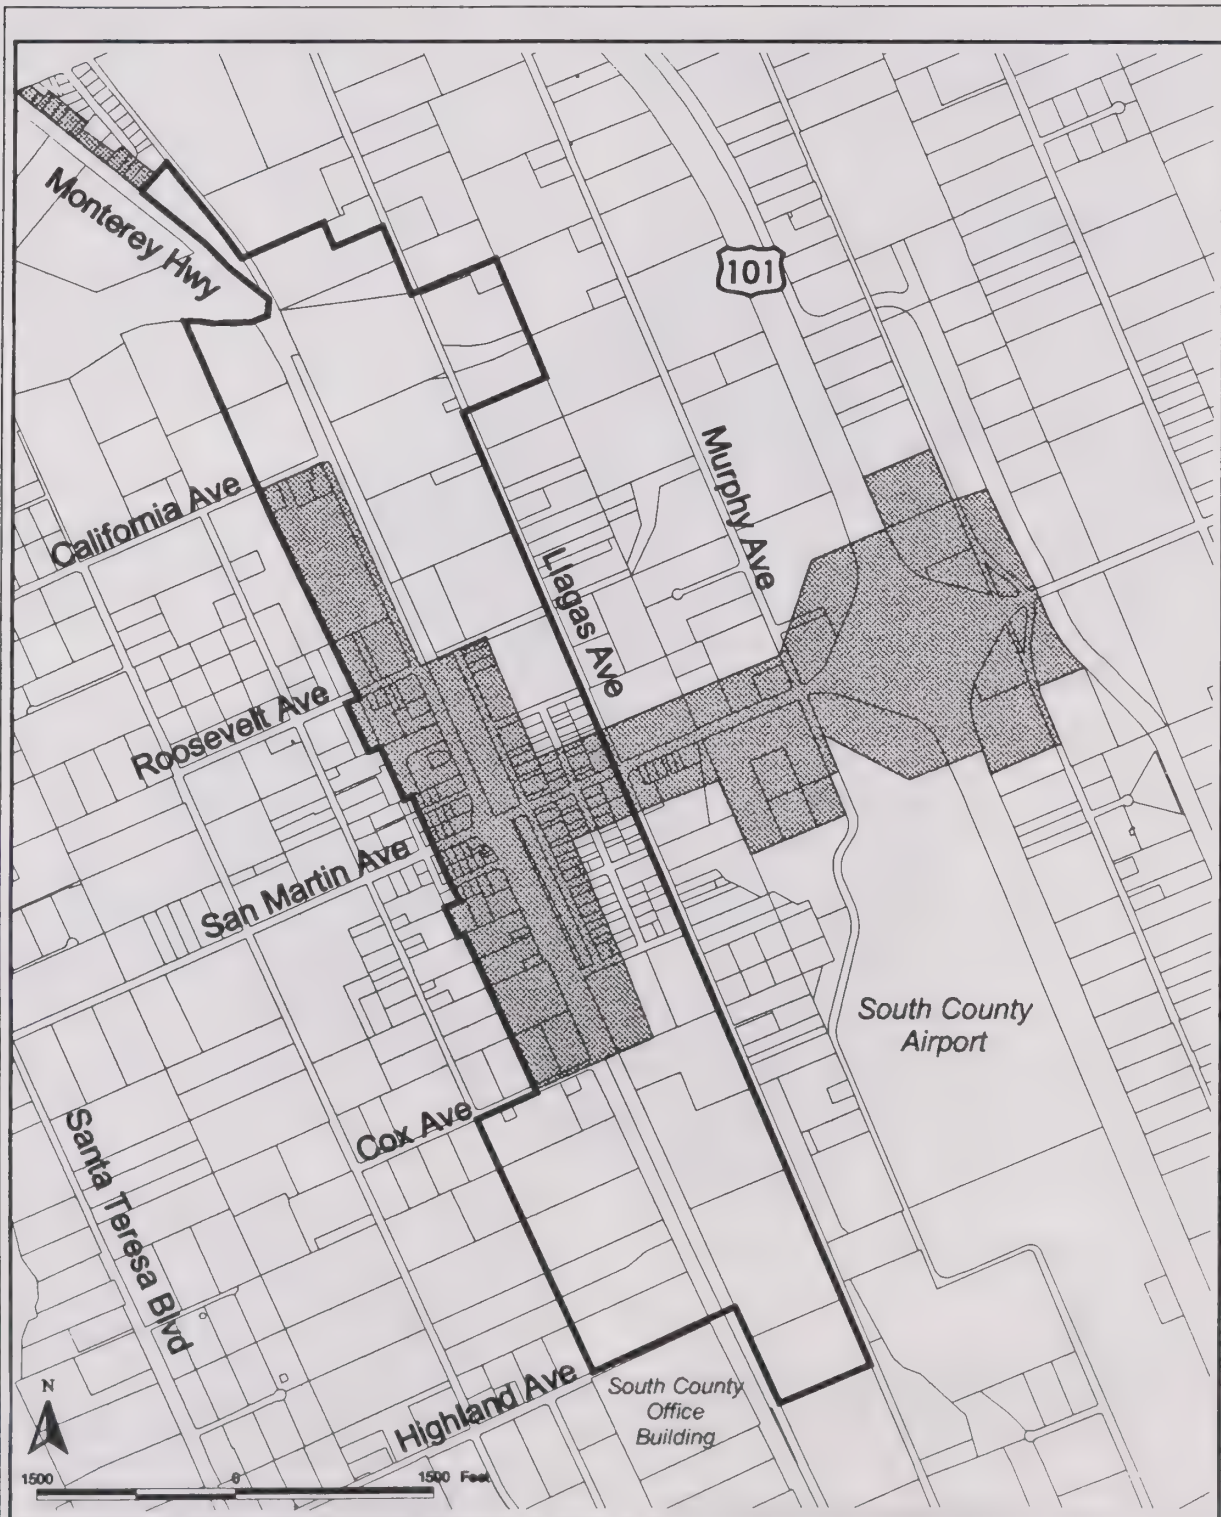 Monterey Hwy
101
Murphy Ave
California Ave
Llagas Ave
Roosevelt Ave
San Martin Ave
South County
Airport
Cox Ave
Santa Teresa Blvd
Highland Ave
South County
Office
Building
N
1500 0 1500 Feet